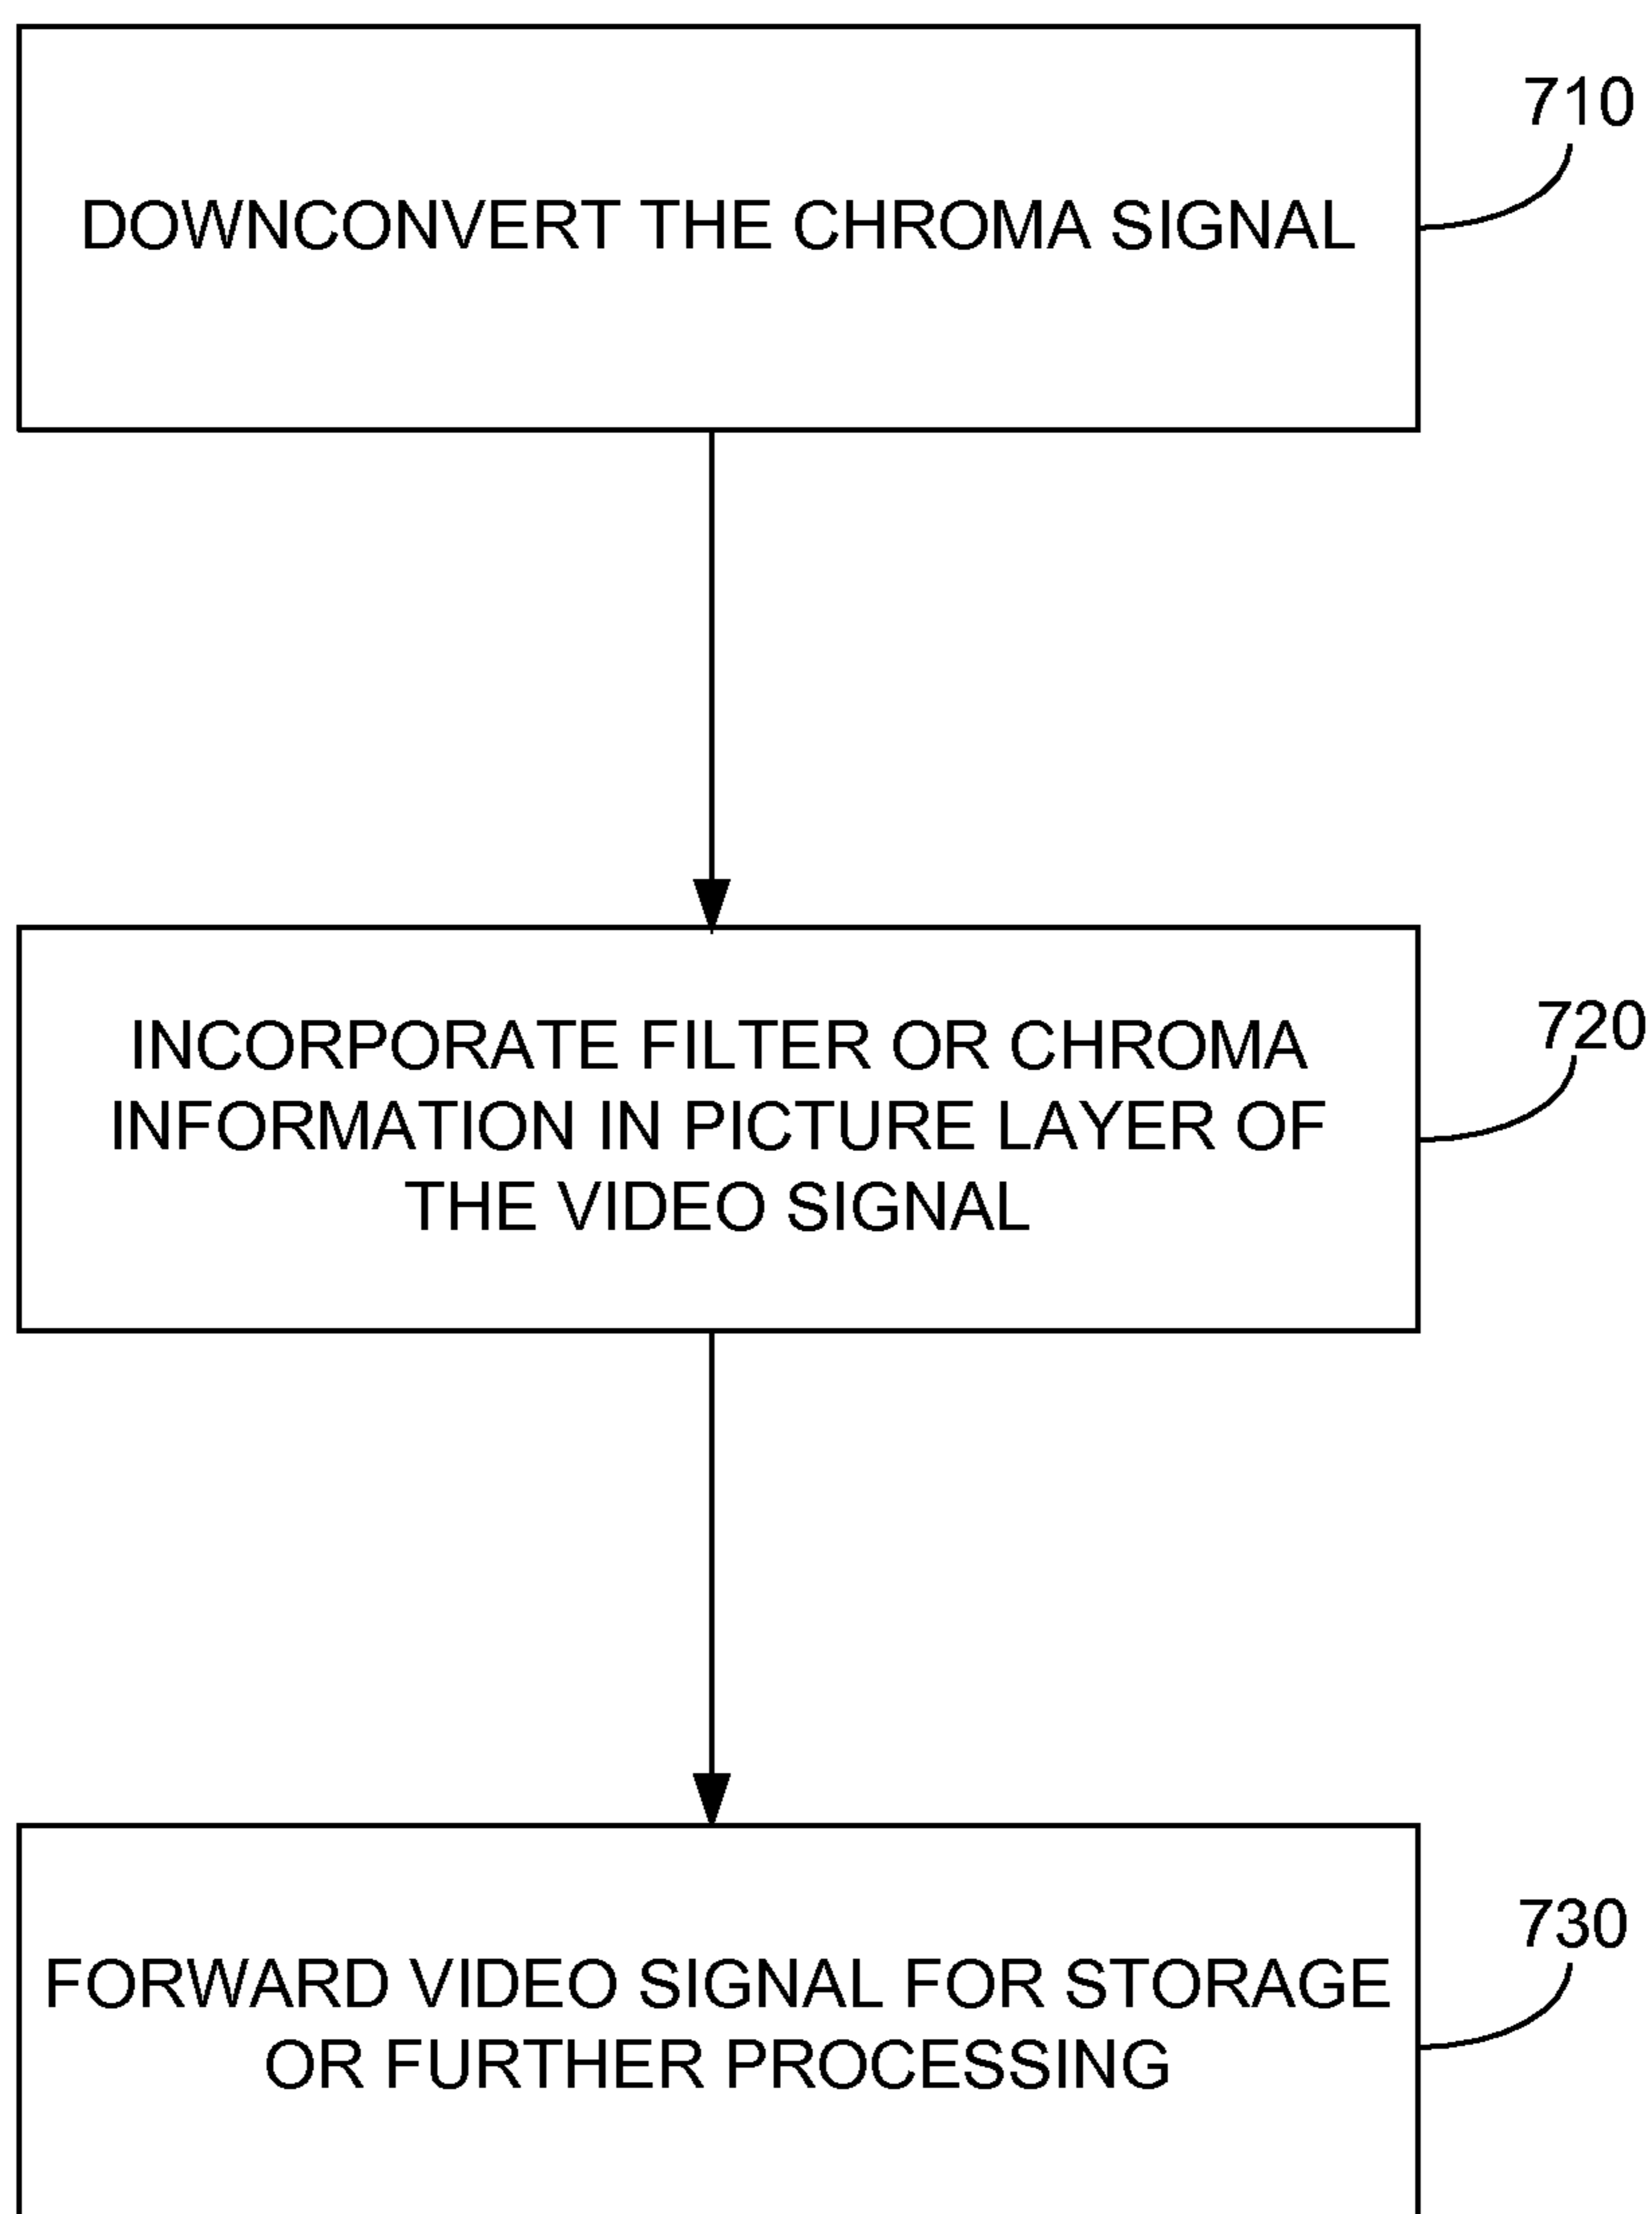 710
DOWNCONVERT THE CHROMA SIGNAL
720
INCORPORATE FILTER OR CHROMA
INFORMATION IN PICTURE LAYER OF
THE VIDEO SIGNAL
730
FORWARD VIDEO SIGNAL FOR STORAGE
OR FURTHER PROCESSING